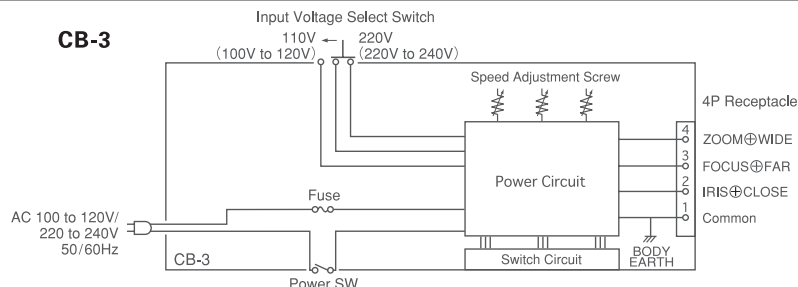 CB-3
Input Voltage Select Switch
110V
(100V to 120V)
220V
(220V to 240V)
Speed Adjustment Screw
4P Receptacle
4
ZOOM⊕WIDE
3
FOCUS⊕FAR
2
IRIS⊕CLOSE
1
Common
Power Circuit
Fuse
AC 100 to 120V/
220 to 240V
50/60Hz
CB-3
Power SW
Switch Circuit
BODY
EARTH